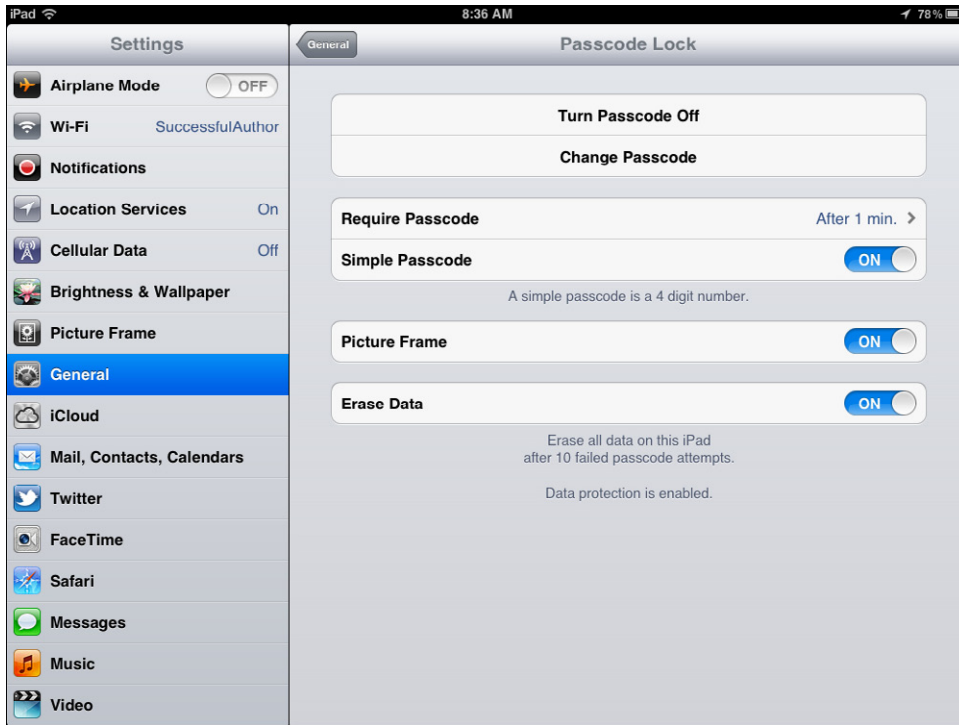 iPad 8:36 AM 78%
Settings
General Passcode Lock
Airplane Mode OFF
Wi-Fi SuccessfulAuthor
Notifications
Location Services On
Cellular Data Off
Brightness & Wallpaper
Picture Frame
General
iCloud
Mail, Contacts, Calendars
Twitter
FaceTime
Safari
Messages
Music
Video
Turn Passcode Off
Change Passcode
Require Passcode After 1 min.
Simple Passcode ON
A simple passcode is a 4 digit number.
Picture Frame ON
Erase Data ON
Erase all data on this iPad
after 10 failed passcode attempts.
Data protection is enabled.